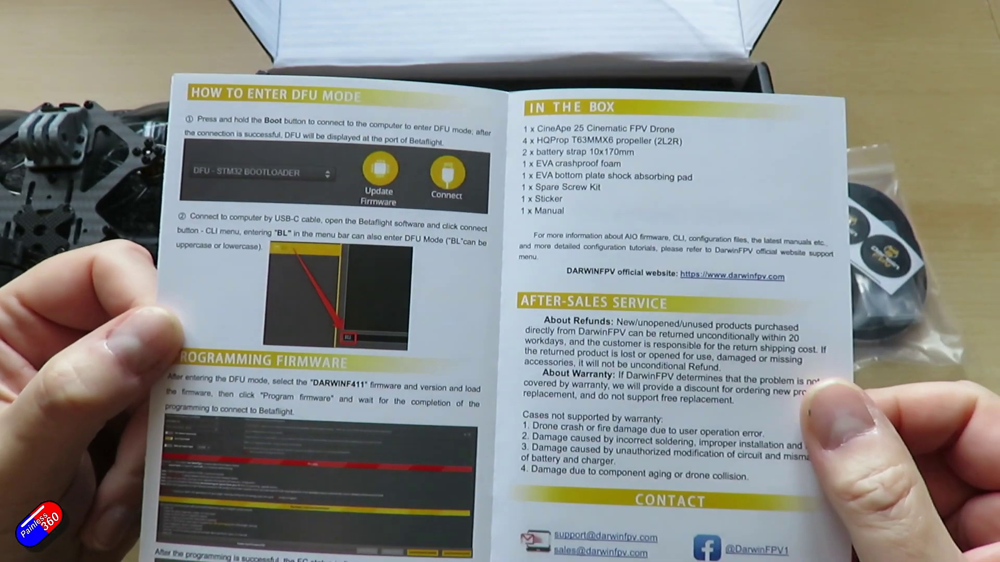 HOW TO ENTER DFU MODE
① Press and hold the Boot button to connect to the computer to enter DFU mode; after
the connection is successful, DFU will be displayed at the port of Betaflight.
DFU - STM32 BOOTLOADER
Update
Firmware
Connect
② Connect to computer by USB-C cable, open the Betaflight software and click connect
button - CLI menu, entering "BL" in the menu bar can also enter DFU Mode ("BL"can be
uppercase or lowercase).
ROGRAMMING FIRMWARE
After entering the DFU mode, select the "DARWINF411" firmware and version and load
the firmware, then click "Program firmware" and wait for the completion of the
programming to connect to Betaflight.
After the programming is successful, the FC
IN THE BOX
1 x CineApe 25 Cinematic FPV Drone
4 x HQProp T63MMX6 propeller (2L2R)
2 x battery strap 10x170mm
1 x EVA crashproof foam
1 x EVA bottom plate shock absorbing pad
1 x Spare Screw Kit
1 x Sticker
1 x Manual
For more information about AIO firmware, CLI, configuration files, the latest manuals etc.,
and more detailed configuration tutorials, please refer to DarwinFPV official website support
menu.
DARWINFPV official website: https://www.darwinfpv.com
AFTER-SALES SERVICE
About Refunds: New/unopened/unused products purchased
directly from DarwinFPV can be returned unconditionally within 20
workdays, and the customer is responsible for the return shipping cost. If
the returned product is lost or opened for use, damaged or missing
accessories, it will not be unconditional Refund.
About Warranty: If DarwinFPV determines that the problem is not
covered by warranty, we will provide a discount for ordering new pro
replacement, and do not support free replacement.
Cases not supported by warranty:
1. Drone crash or fire damage due to user operation error.
2. Damage caused by incorrect soldering, improper installation and
3. Damage caused by unauthorized modification of circuit and misma
of battery and charger.
4. Damage due to component aging or drone collision.
CONTACT
support@darwinfpv.com
sales@darwinfpv.com
@DarwinFPV1
Painless
360